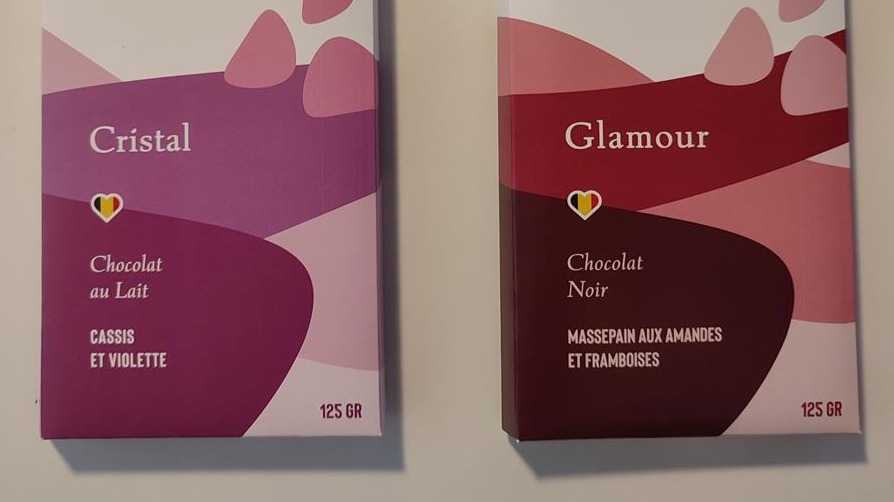 Cristal
Chocolat
au Lait
CASSIS
ET VIOLETTE
125 GR
Glamour
Chocolat
Noir
MASSEPAIN AUX AMANDES
ET FRAMBOISES
125 GR